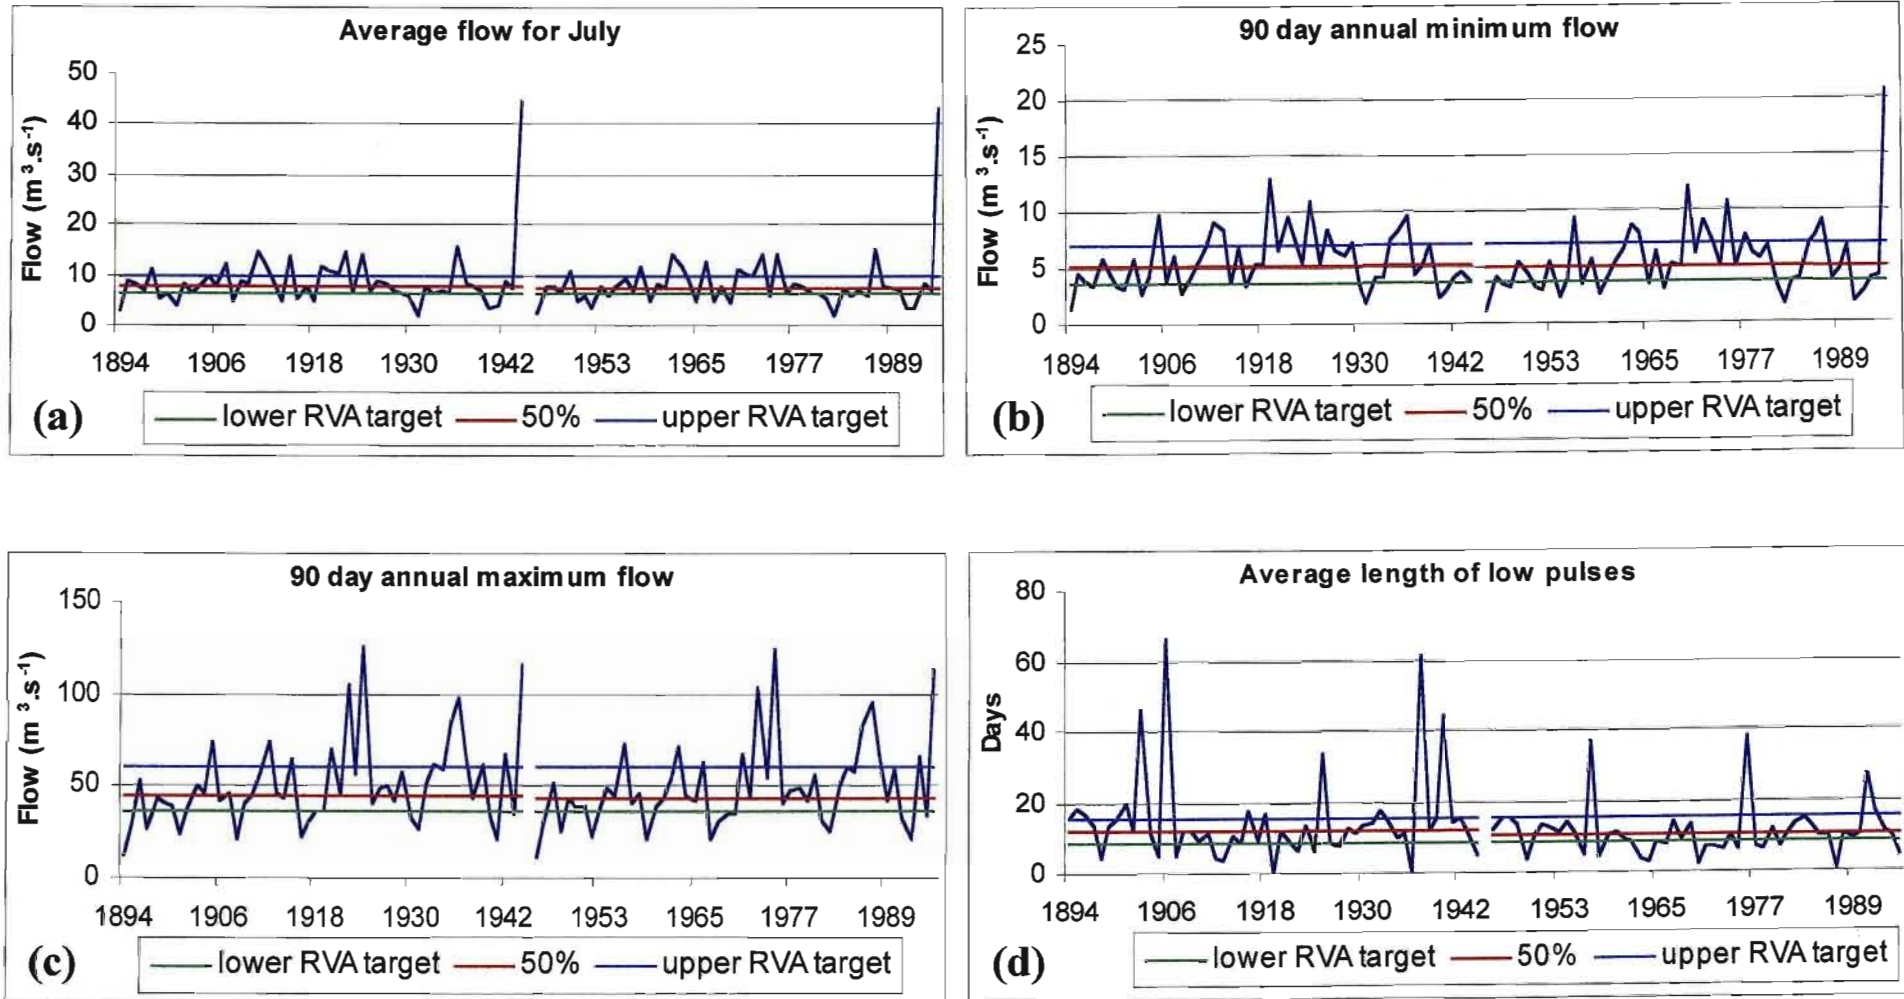 Average flow for July
50
40
30
20
10
0
Flow (m³.s⁻¹)
1894 1906 1918 1930 1942 1953 1965 1977 1989
(a)
lower RVA target 50% upper RVA target
90 day annual minimum flow
25
20
15
10
5
0
Flow (m³.s⁻¹)
1894 1906 1918 1930 1942 1953 1965 1977 1989
(b)
lower RVA target 50% upper RVA target
90 day annual maximum flow
150
100
50
0
Flow (m³.s⁻¹)
1894 1906 1918 1930 1942 1953 1965 1977 1989
(c)
lower RVA target 50% upper RVA target
Average length of low pulses
80
60
40
20
0
Days
1894 1906 1918 1930 1942 1953 1965 1977 1989
(d)
lower RVA target 50% upper RVA target